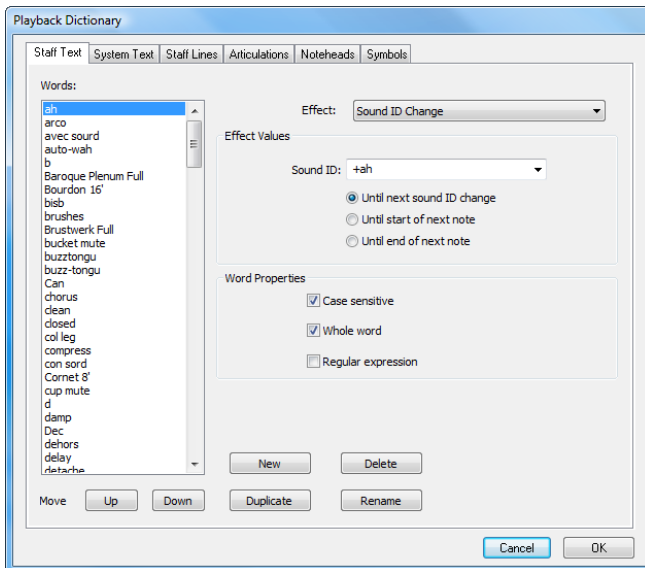 Playback Dictionary
Staff Text System Text Staff Lines Articulations Noteheads Symbols
Words:
ah
arco
avec sourd
auto-wah
b
Baroque Plenum Full
Bourdon 16'
bisb
brushes
Brustwerk Full
bucket mute
buzztongu
buzz-tongu
Can
chorus
clean
closed
col leg
compress
con sord
Cornet 8'
cup mute
d
damp
Dec
dehors
delay
detache
Effect: Sound ID Change
Effect Values
Sound ID: +ah
Until next sound ID change
Until start of next note
Until end of next note
Word Properties
Case sensitive
Whole word
Regular expression
New Delete
Move Up Down Duplicate Rename
Cancel OK